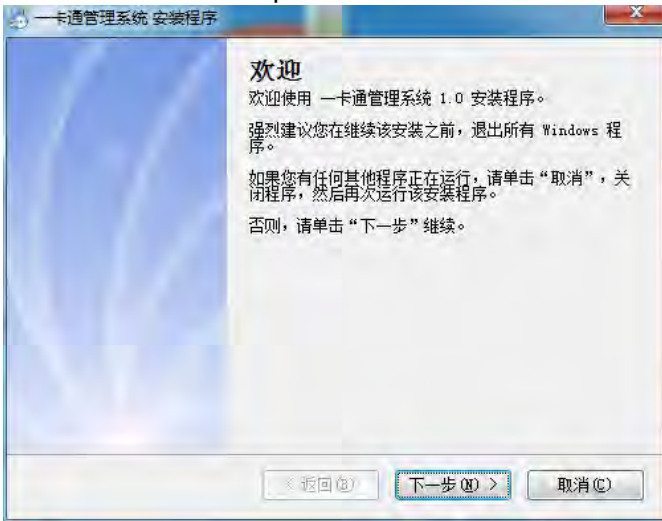 一卡通管理系统 安装程序
欢迎
欢迎使用 一卡通管理系统 1.0 安装程序。
强烈建议您在继续该安装之前，退出所有 Windows 程
序。
如果您有任何其他程序正在运行，请单击“取消”，关
闭程序，然后再次运行该安装程序。
否则，请单击“下一步”继续。
< 返回(B) 下一步(N) > 取消(C)